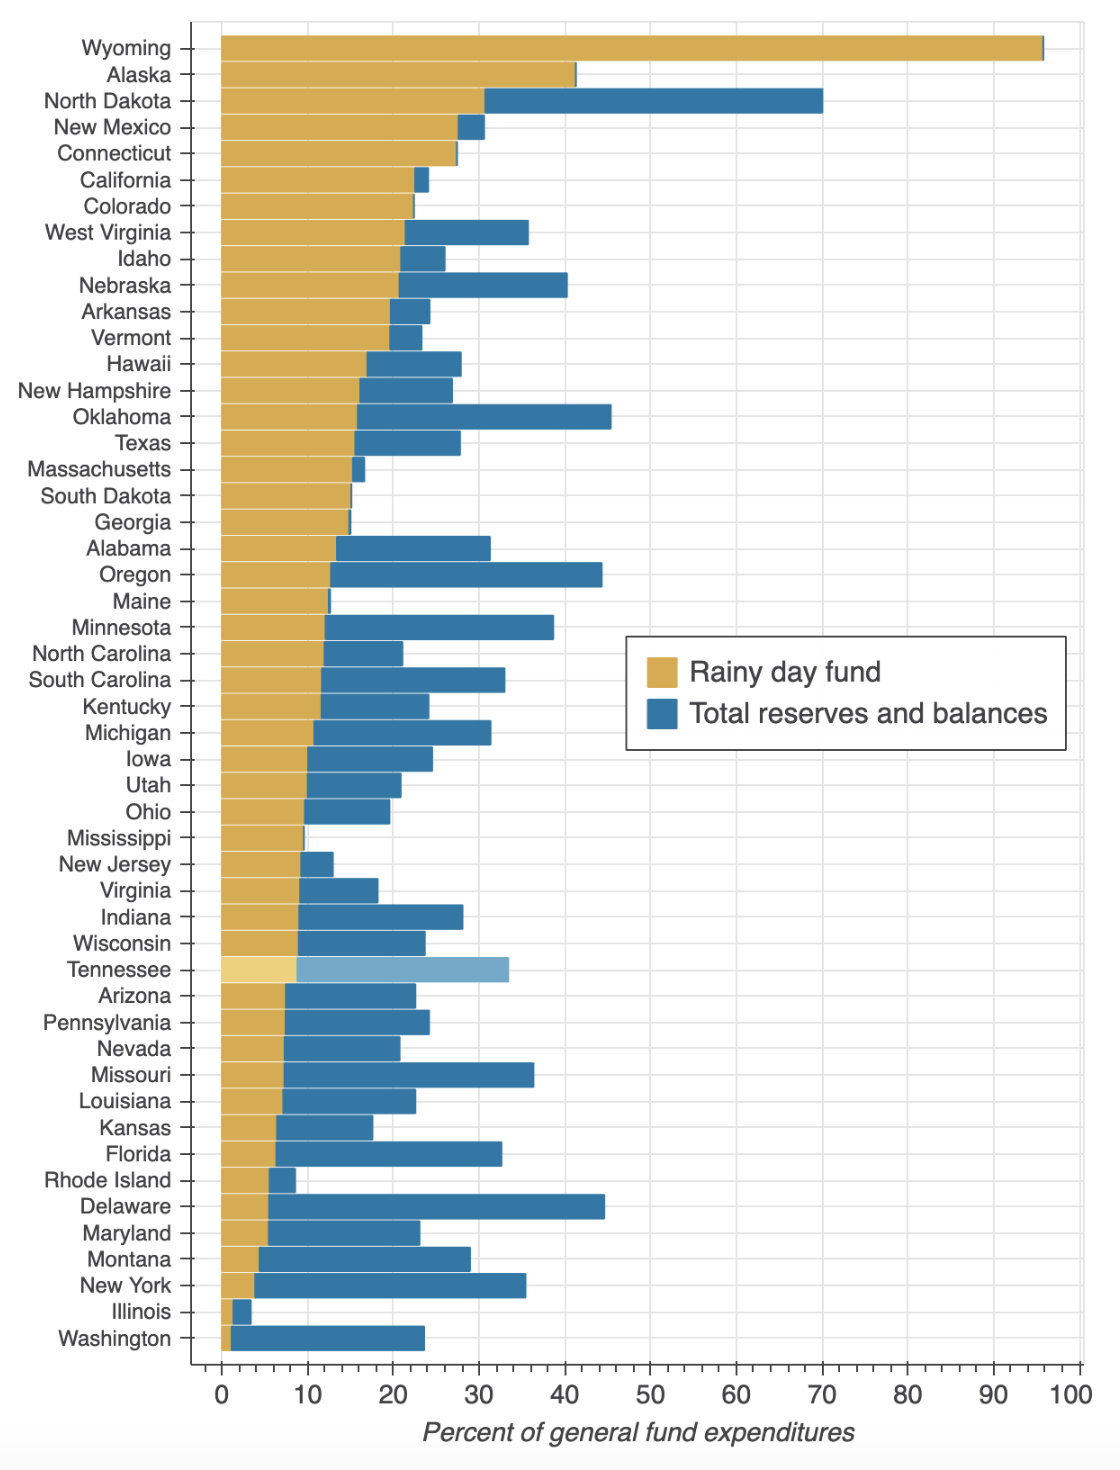 Wyoming
Alaska
North Dakota
New Mexico
Connecticut
California
Colorado
West Virginia
Idaho
Nebraska
Arkansas
Vermont
Hawaii
New Hampshire
Oklahoma
Texas
Massachusetts
South Dakota
Georgia
Alabama
Oregon
Maine
Minnesota
North Carolina
South Carolina
Kentucky
Michigan
Iowa
Utah
Ohio
Mississippi
New Jersey
Virginia
Indiana
Wisconsin
Tennessee
Arizona
Pennsylvania
Nevada
Missouri
Louisiana
Kansas
Florida
Rhode Island
Delaware
Maryland
Montana
New York
Illinois
Washington
Rainy day fund
Total reserves and balances
0 10 20 30 40 50 60 70 80 90 100
Percent of general fund expenditures